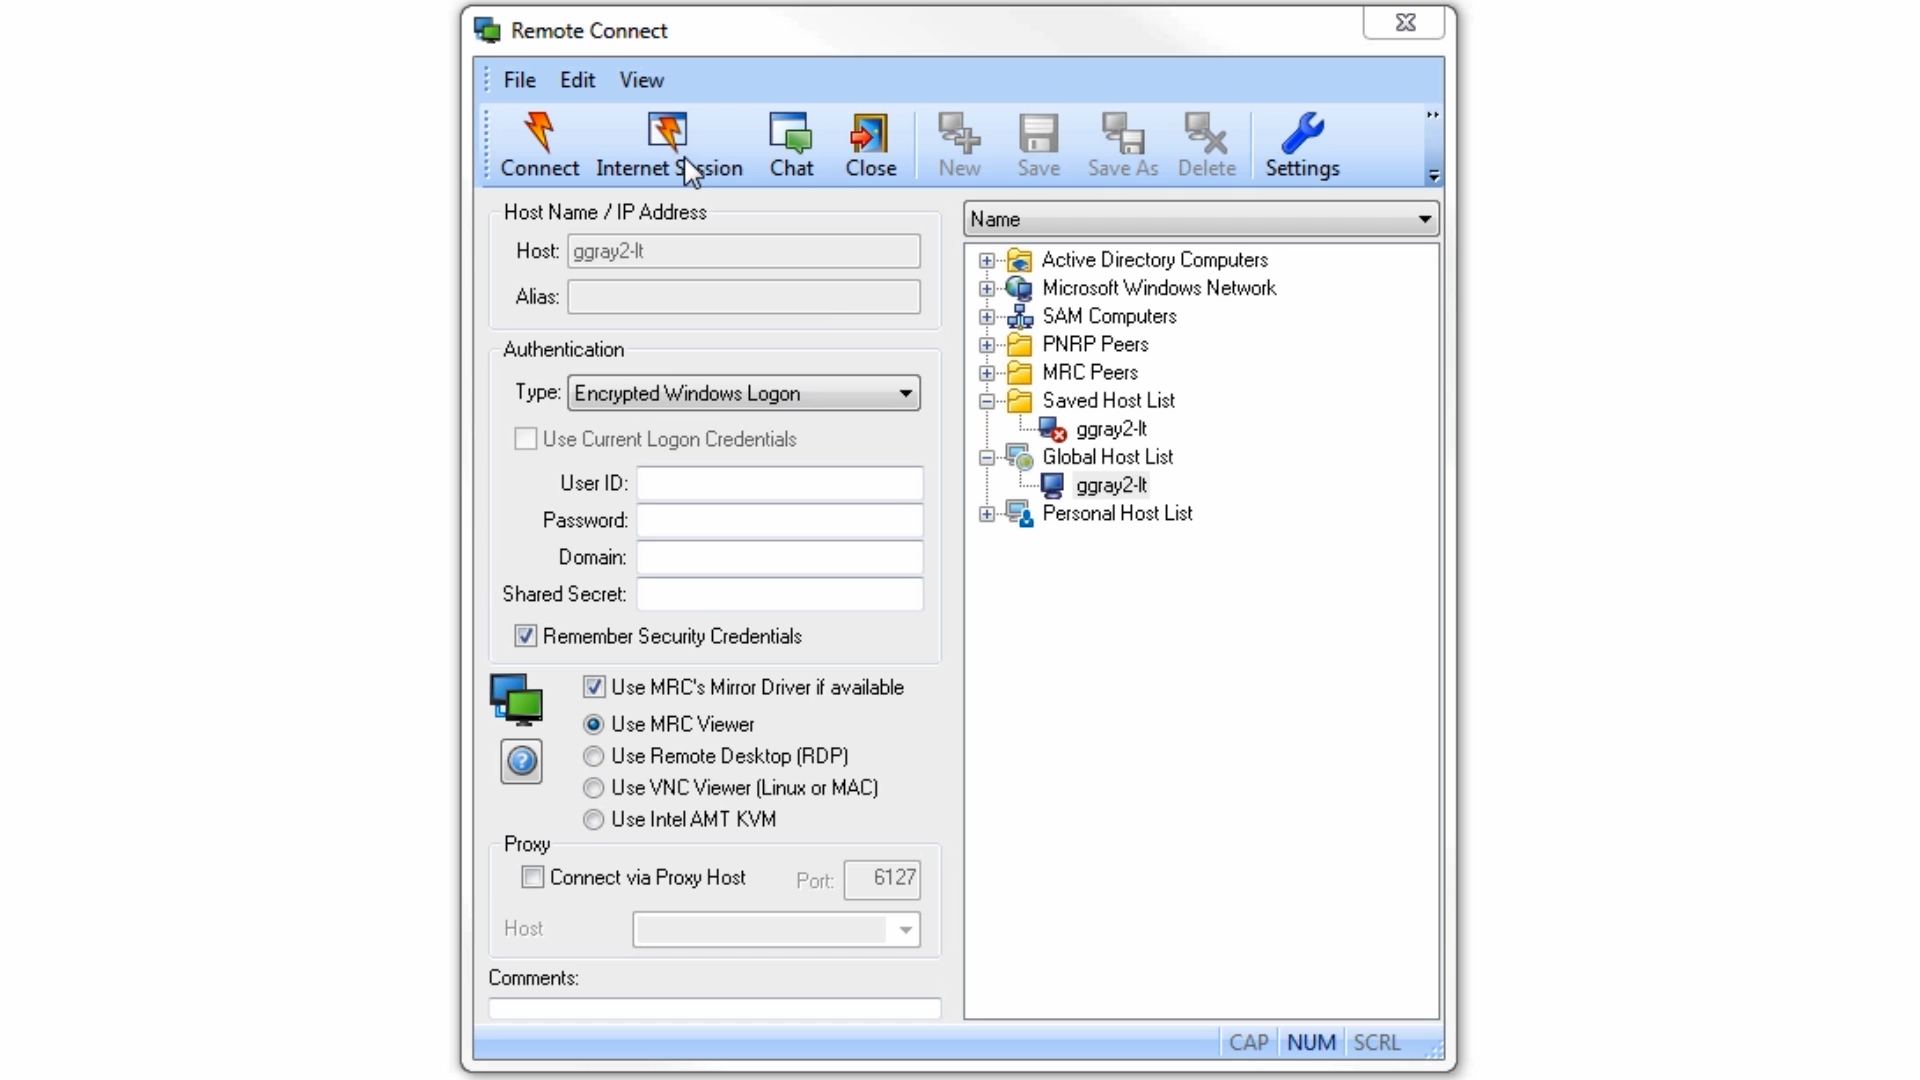 Remote Connect
File Edit View
Connect Internet Session Chat Close New Save Save As Delete Settings
Host Name / IP Address
Host: ggray2-lt
Alias:
Authentication
Type: Encrypted Windows Logon
Use Current Logon Credentials
User ID:
Password:
Domain:
Shared Secret:
Remember Security Credentials
Use MRC's Mirror Driver if available
Use MRC Viewer
Use Remote Desktop (RDP)
Use VNC Viewer (Linux or MAC)
Use Intel AMT KVM
Proxy
Connect via Proxy Host Port: 6127
Host
Comments:
Name
Active Directory Computers
Microsoft Windows Network
SAM Computers
PNRP Peers
MRC Peers
Saved Host List
ggray2-lt
Global Host List
ggray2-lt
Personal Host List
CAP NUM SCRL